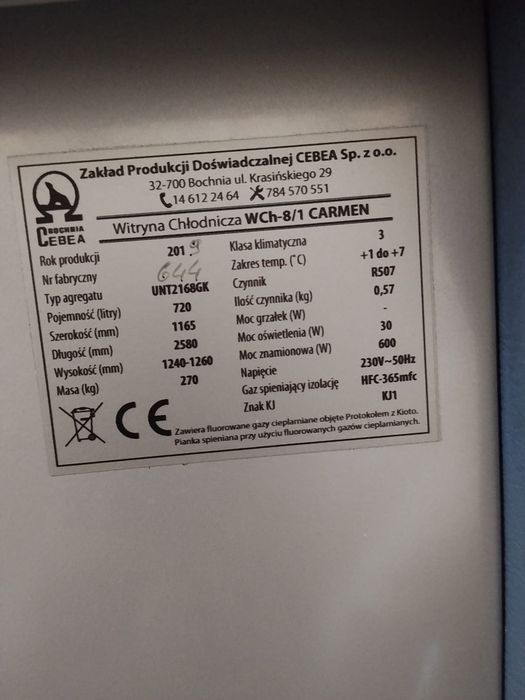 Zakład Produkcji Doświadczalnej CEBEA Sp. z o.o.
32-700 Bochnia ul. Krasińskiego 29
14 612 24 64 784 570 551
BOCHNIA
CEBEA
Witryna Chłodnicza WCh-8/1 CARMEN
Rok produkcji 201.9
Nr fabryczny 644
Typ agregatu UNT2168GK
Pojemność (litry) 720
Szerokość (mm) 1165
Długość (mm) 2580
Wysokość (mm) 1240-1260
Masa (kg) 270
Klasa klimatyczna 3
Zakres temp. (°C) +1 do +7
Czynnik R507
Ilość czynnika (kg) 0,57
Moc grzałek (W) -
Moc oświetlenia (W) 30
Moc znamionowa (W) 600
Napięcie 230V~50Hz
Gaz spieniający izolację HFC-365mfc
Znak KJ KJ1
CE
Zawiera fluorowane gazy cieplarniane objęte Protokołem z Kioto.
Pianka spieniana przy użyciu fluorowanych gazów cieplarnianych.